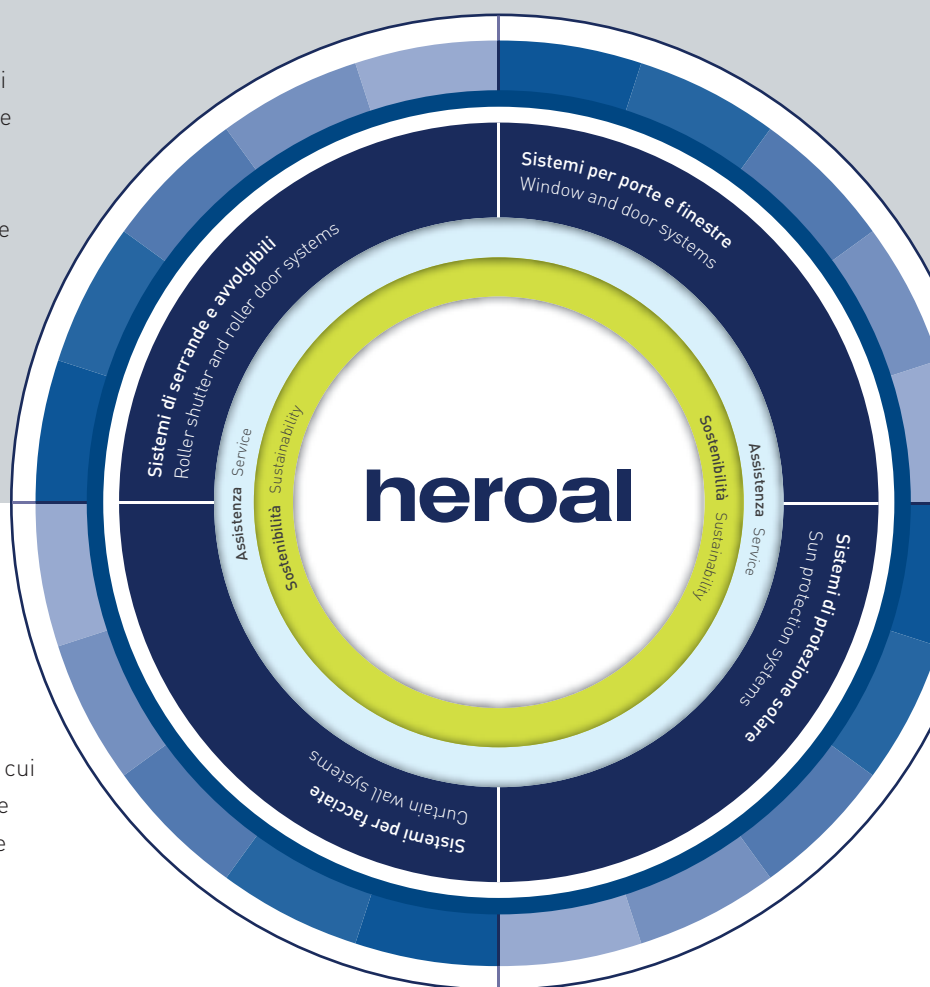 i
e
e
cui
e
e
Sistemi per porte e finestre
Window and door systems
Sistemi di protezione solare
Sun protection systems
Sistemi per facciate
Curtain wall systems
Sistemi di serrande e avvolgibili
Roller shutter and roller door systems
Assistenza Service
Sostenibilità Sustainability
heroal
Sostenibilità Sustainability
Assistenza Service